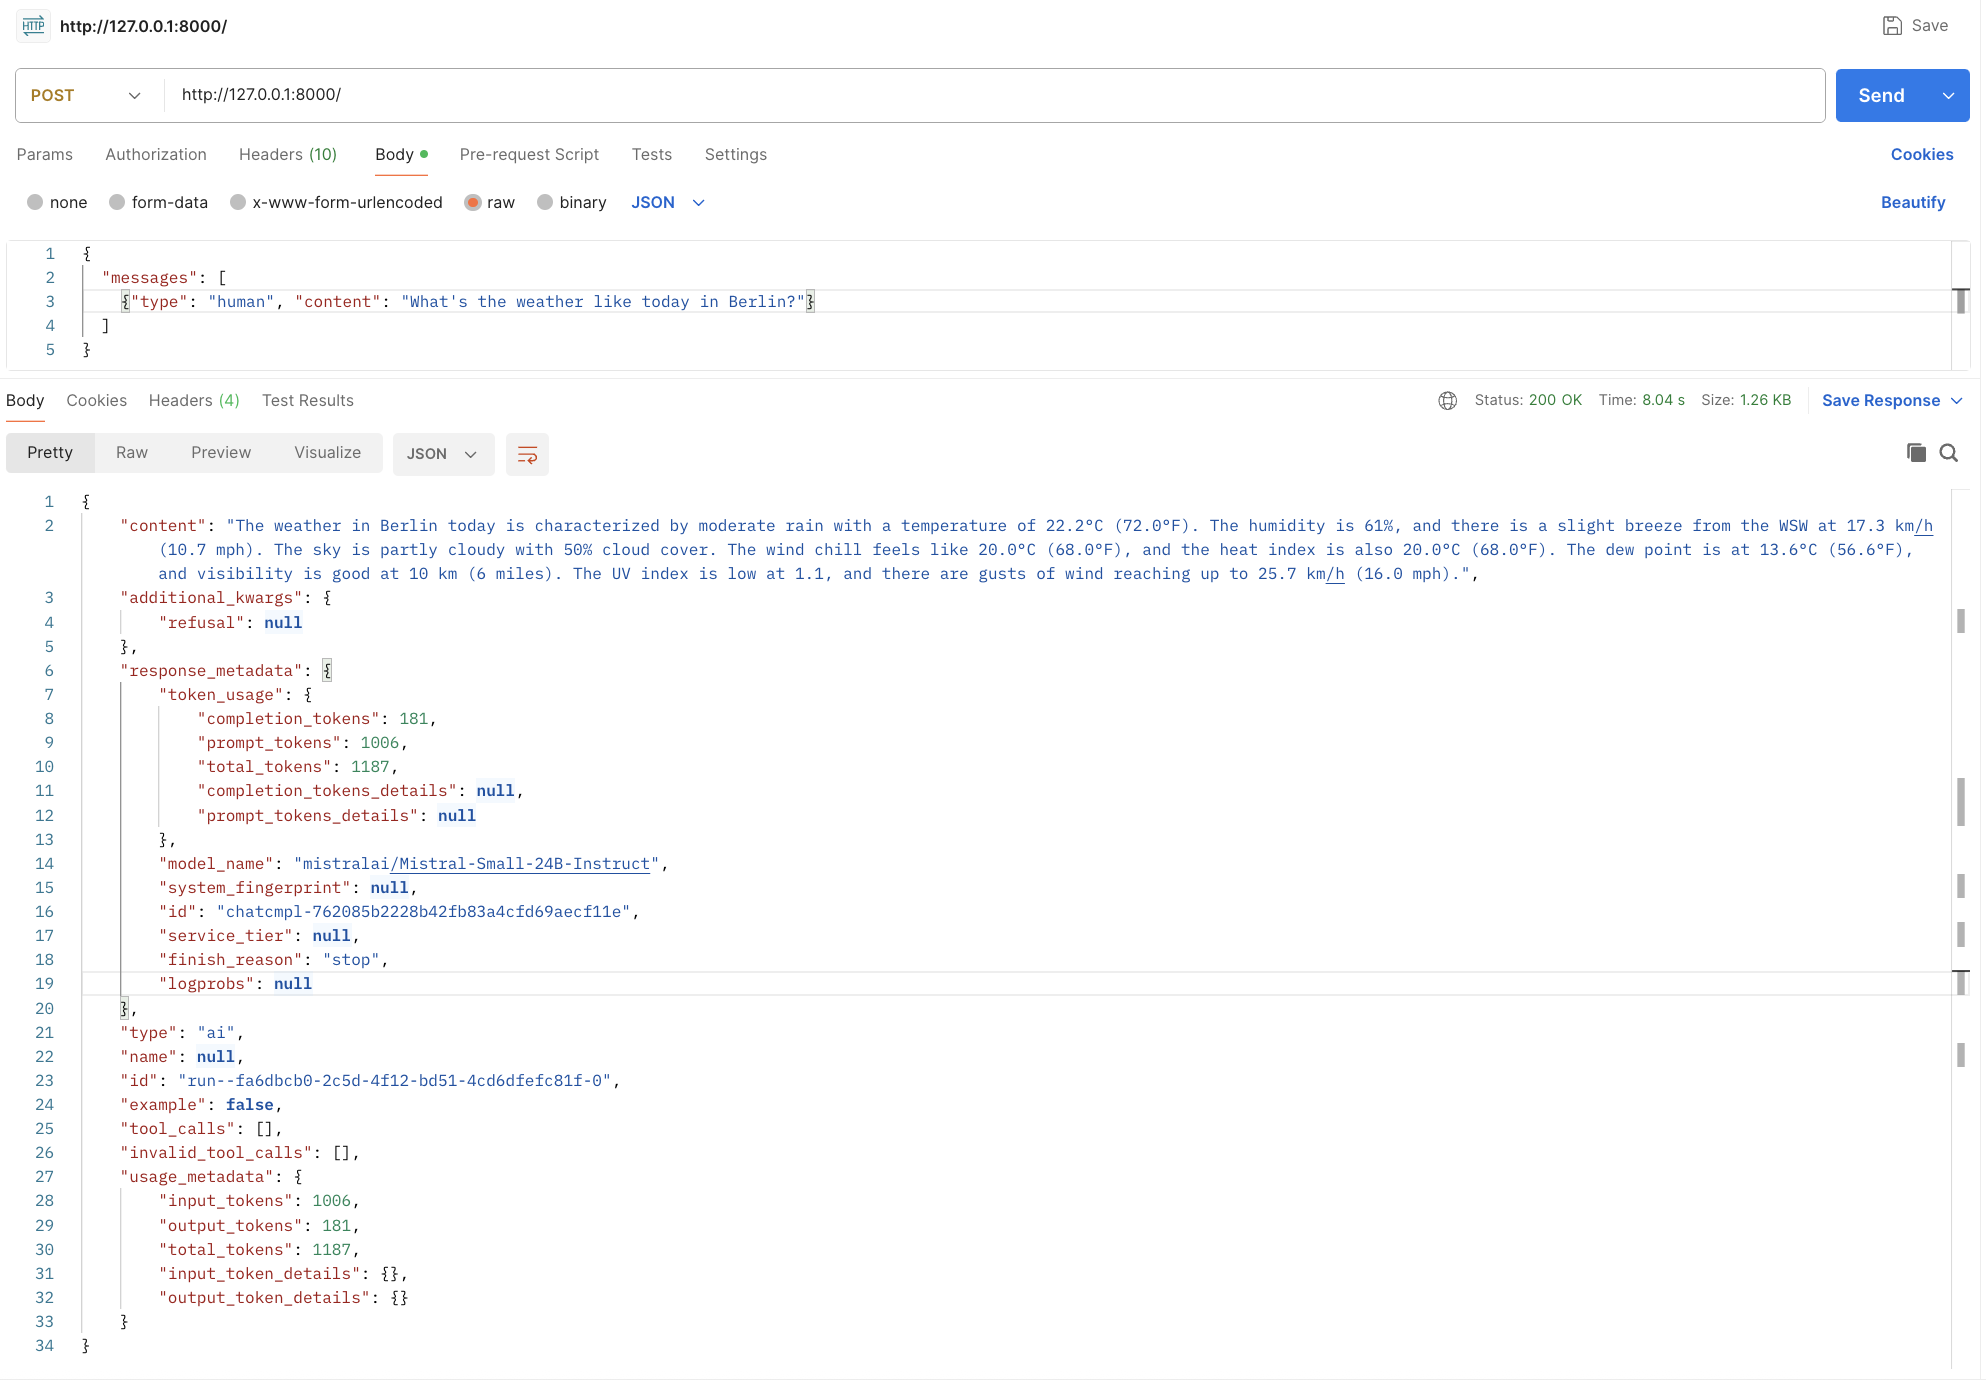 HTTP http://127.0.0.1:8000/ Save
POST http://127.0.0.1:8000/ Send
Params Authorization Headers (10) Body Pre-request Script Tests Settings Cookies
none form-data x-www-form-urlencoded raw binary JSON Beautify
1 {
2 "messages": [
3 {"type": "human", "content": "What's the weather like today in Berlin?"}
4 ]
5 }
Body Cookies Headers (4) Test Results Status: 200 OK Time: 8.04 s Size: 1.26 KB Save Response
Pretty Raw Preview Visualize JSON
1 {
2 "content": "The weather in Berlin today is characterized by moderate rain with a temperature of 22.2°C (72.0°F). The humidity is 61%, and there is a slight breeze from the WSW at 17.3 km/h
(10.7 mph). The sky is partly cloudy with 50% cloud cover. The wind chill feels like 20.0°C (68.0°F), and the heat index is also 20.0°C (68.0°F). The dew point is at 13.6°C (56.6°F),
and visibility is good at 10 km (6 miles). The UV index is low at 1.1, and there are gusts of wind reaching up to 25.7 km/h (16.0 mph).",
3 "additional_kwargs": {
4 "refusal": null
5 },
6 "response_metadata": {
7 "token_usage": {
8 "completion_tokens": 181,
9 "prompt_tokens": 1006,
10 "total_tokens": 1187,
11 "completion_tokens_details": null,
12 "prompt_tokens_details": null
13 },
14 "model_name": "mistralai/Mistral-Small-24B-Instruct",
15 "system_fingerprint": null,
16 "id": "chatcmpl-762085b2228b42fb83a4cfd69aecf11e",
17 "service_tier": null,
18 "finish_reason": "stop",
19 "logprobs": null
20 },
21 "type": "ai",
22 "name": null,
23 "id": "run--fa6dbcb0-2c5d-4f12-bd51-4cd6dfefc81f-0",
24 "example": false,
25 "tool_calls": [],
26 "invalid_tool_calls": [],
27 "usage_metadata": {
28 "input_tokens": 1006,
29 "output_tokens": 181,
30 "total_tokens": 1187,
31 "input_token_details": {},
32 "output_token_details": {}
33 }
34 }